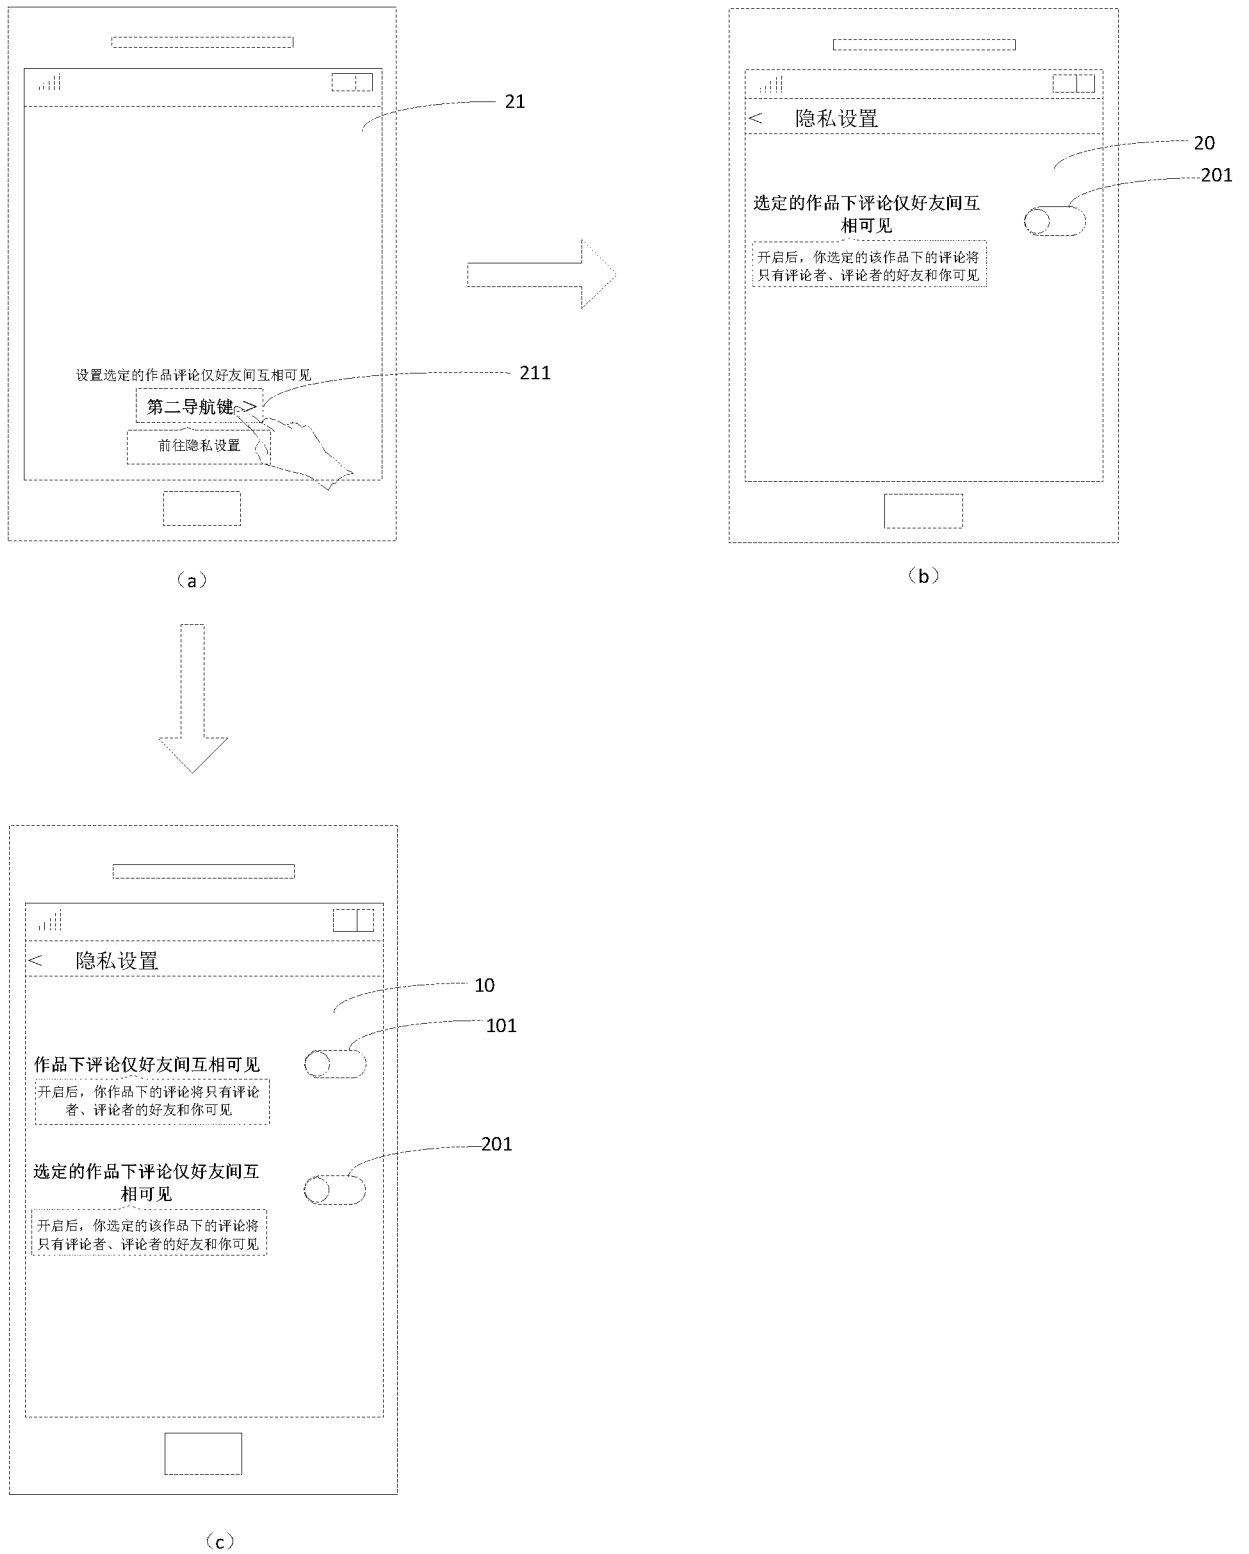 21
设置选定的作品评论仅好友间互相可见
211
第二导航键 >
前往隐私设置
（a）
< 隐私设置
20
201
选定的作品下评论仅好友间互
相可见
开启后，你选定的该作品下的评论将
只有评论者、评论者的好友和你可见
（b）
< 隐私设置
10
101
作品下评论仅好友间互相可见
开启后，你作品下的评论将只有评论
者、评论者的好友和你可见
201
选定的作品下评论仅好友间互
相可见
开启后，你选定的该作品下的评论将
只有评论者、评论者的好友和你可见
（c）